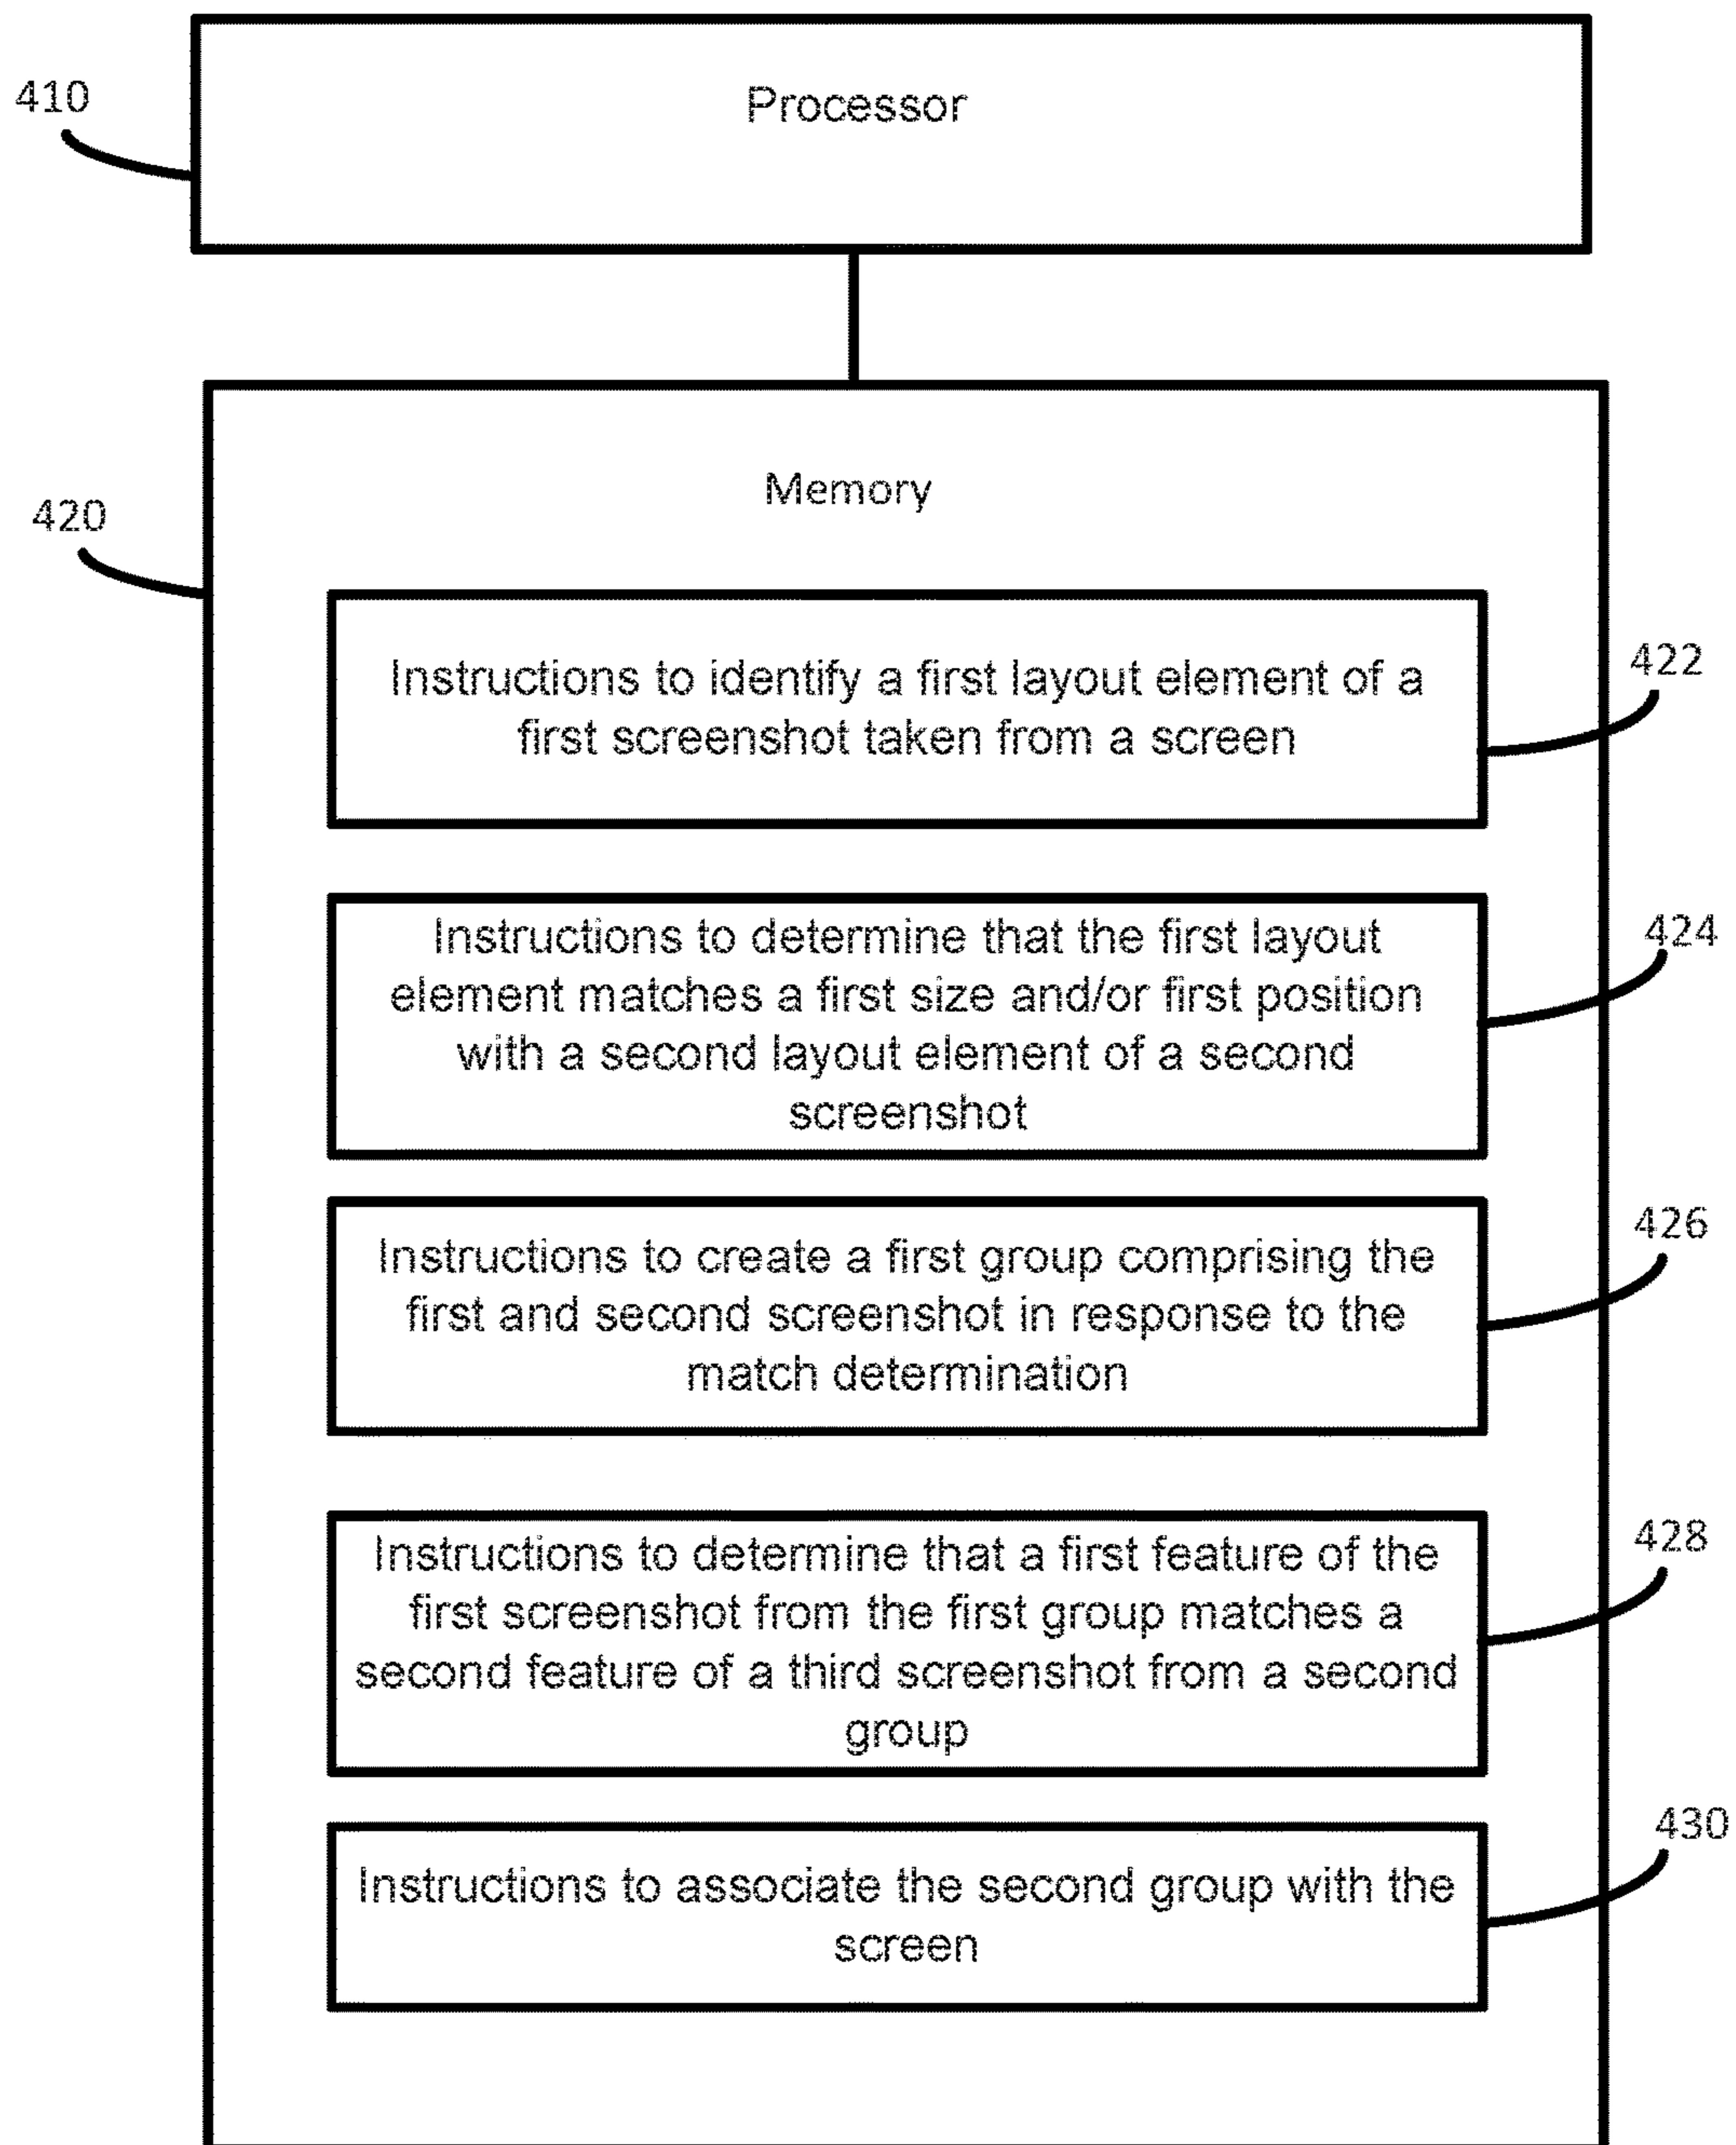 410
Processor
420
Memory
Instructions to identify a first layout element of a
first screenshot taken from a screen
422
Instructions to determine that the first layout
element matches a first size and/or first position
with a second layout element of a second
screenshot
424
Instructions to create a first group comprising the
first and second screenshot in response to the
match determination
426
Instructions to determine that a first feature of the
first screenshot from the first group matches a
second feature of a third screenshot from a second
group
428
Instructions to associate the second group with the
screen
430